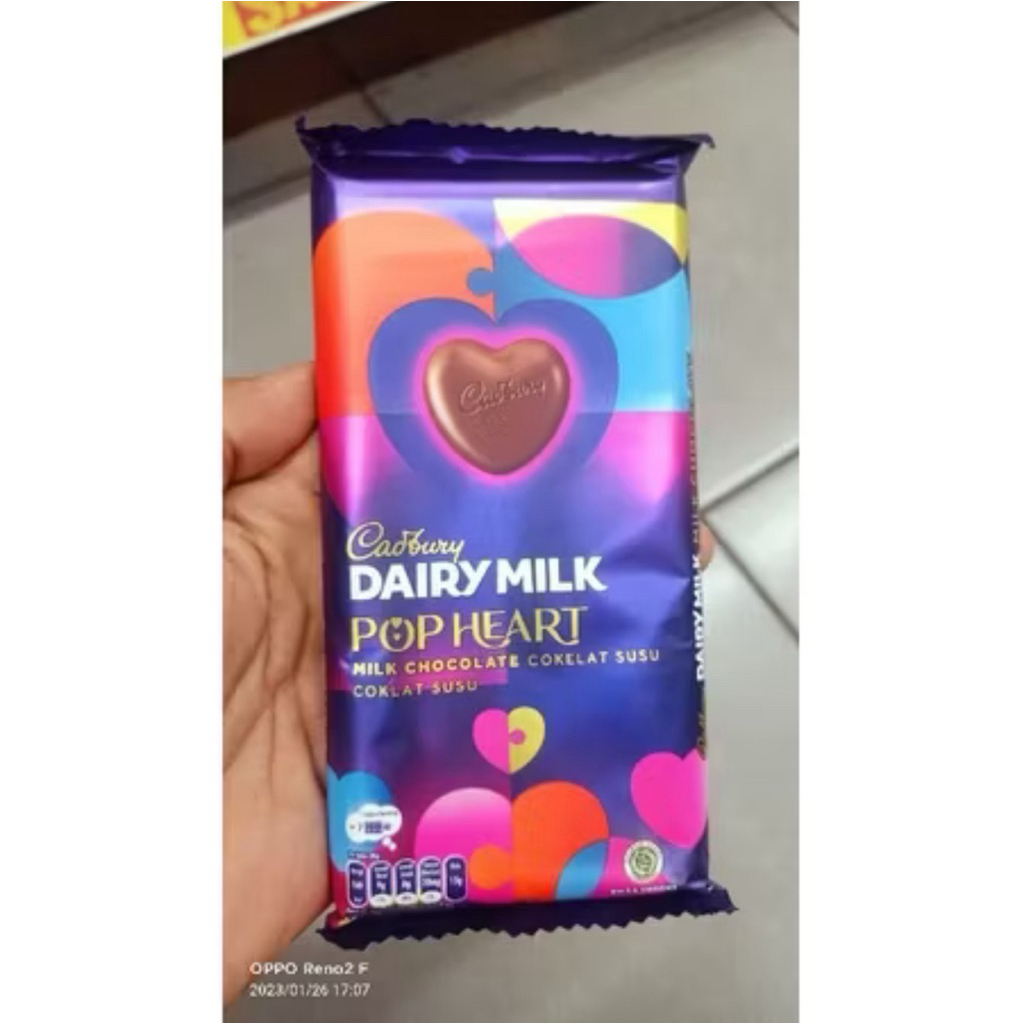 Cadbury
Cadbury
DAIRY MILK
POP HEART
MILK CHOCOLATE COKELAT SUSU
COKLAT SUSU
DAIRY MILK
OPPO Reno2 F
2023/01/26 17:07